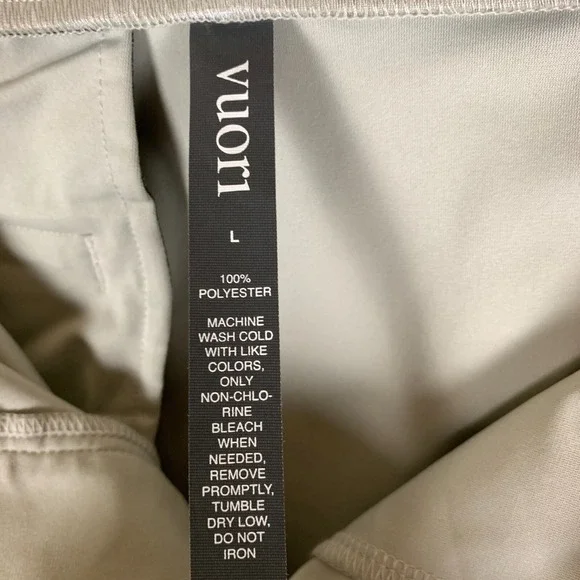 vuori
L
100%
POLYESTER
MACHINE
WASH COLD
WITH LIKE
COLORS,
ONLY
NON-CHLO-
RINE
BLEACH
WHEN
NEEDED,
REMOVE
PROMPTLY,
TUMBLE
DRY LOW,
DO NOT
IRON